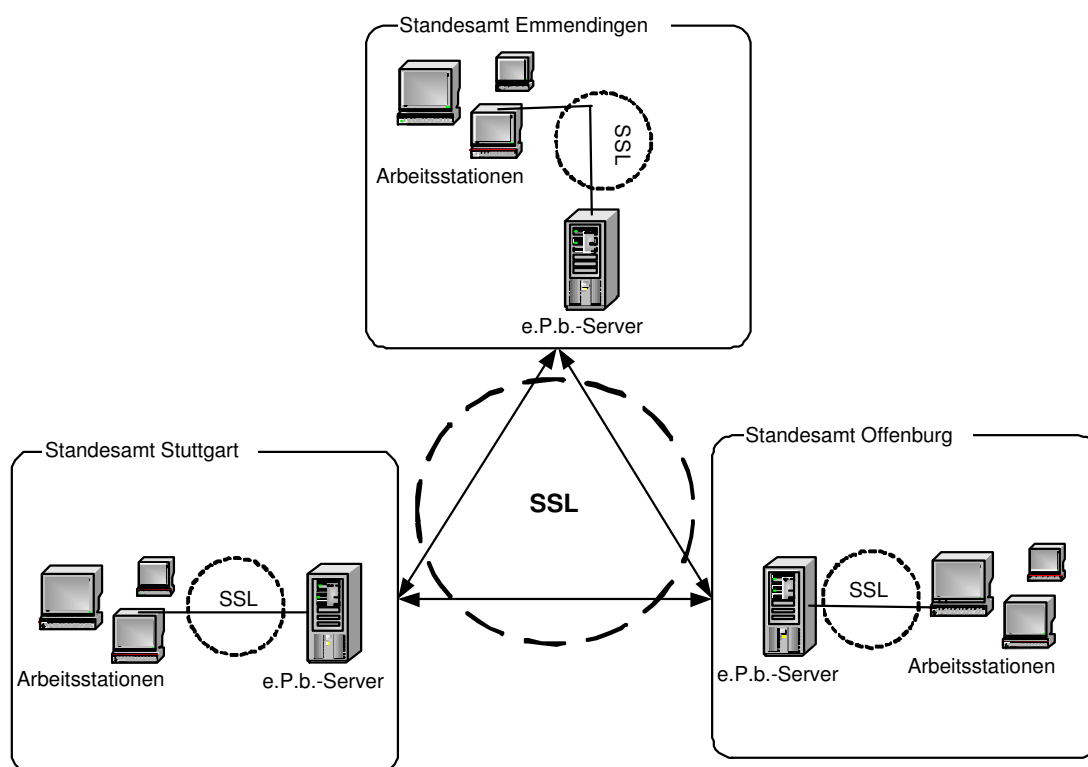 Standesamt Emmendingen
SSL
Arbeitsstationen
e.P.b.-Server
Standesamt Stuttgart
SSL
Arbeitsstationen
e.P.b.-Server
SSL
Standesamt Offenburg
SSL
e.P.b.-Server
Arbeitsstationen